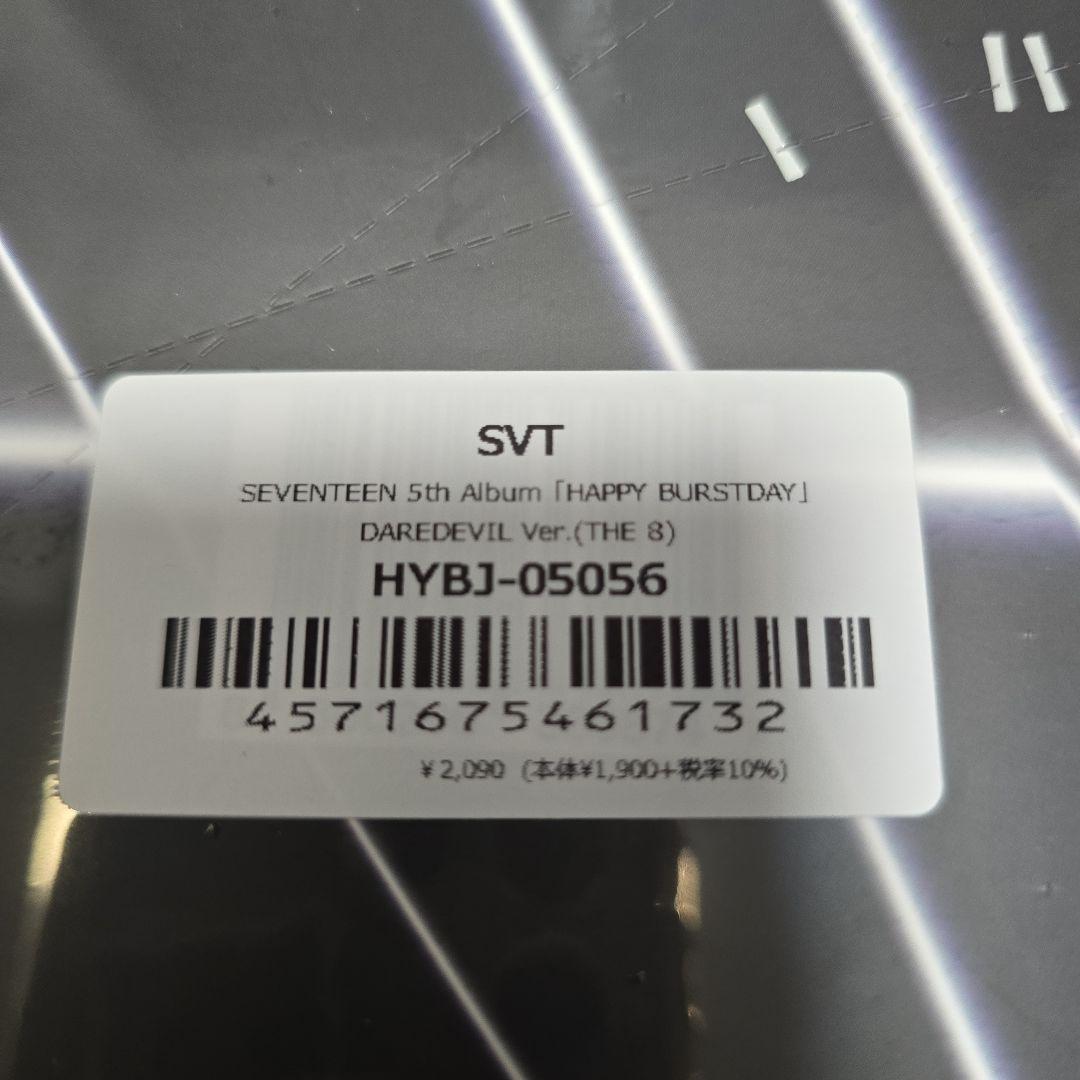 SVT
SEVENTEEN 5th Album「HAPPY BURSTDAY」
DAREDEVIL Ver.(THE 8)
HYBJ-05056
4571675461732
¥2,090 (本体¥1,900+税率10%)